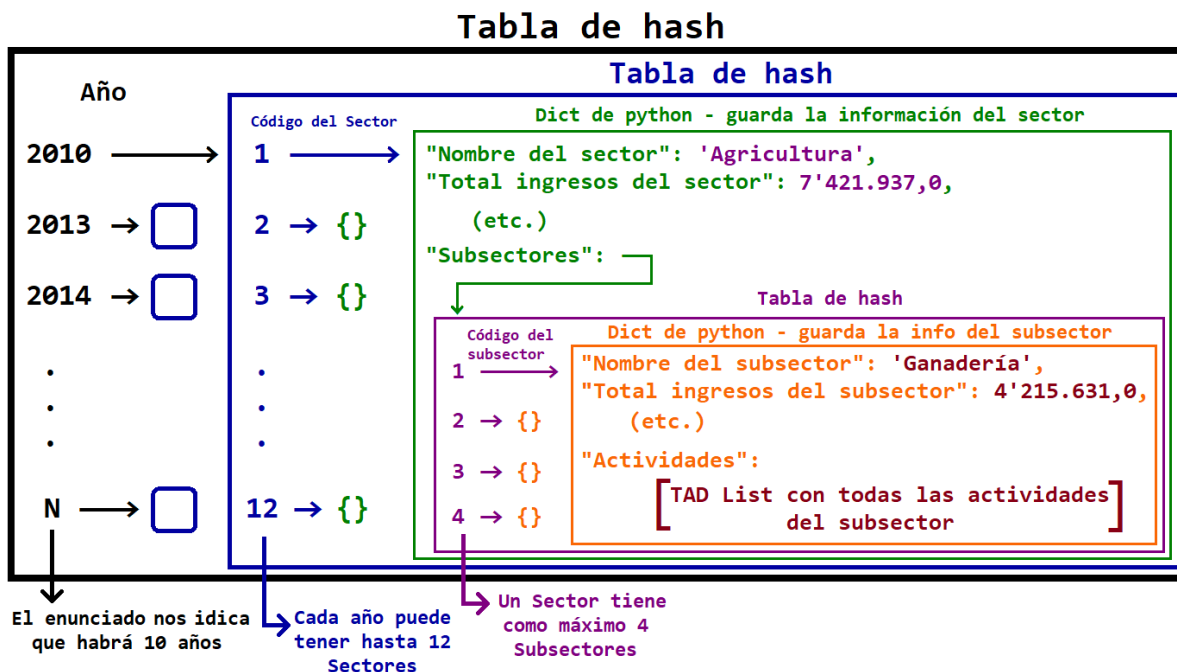 Tabla de hash
Tabla de hash
Año
Código del Sector
Dict de python - guarda la información del sector
2010
1
"Nombre del sector": 'Agricultura',
"Total ingresos del sector": 7'421.937,0,
(etc.)
2013
2 {}
"Subsectores":
2014
3 {}
Tabla de hash
Código del
subsector
Dict de python - guarda la info del subsector
1
"Nombre del subsector": 'Ganadería',
"Total ingresos del subsector": 4'215.631,0,
(etc.)
2 {}
"Actividades":
3 {}
[TAD List con todas las actividades
del subsector]
4 {}
N
12 {}
El enunciado nos idica
que habrá 10 años
Cada año puede
tener hasta 12
Sectores
Un Sector tiene
como máximo 4
Subsectores